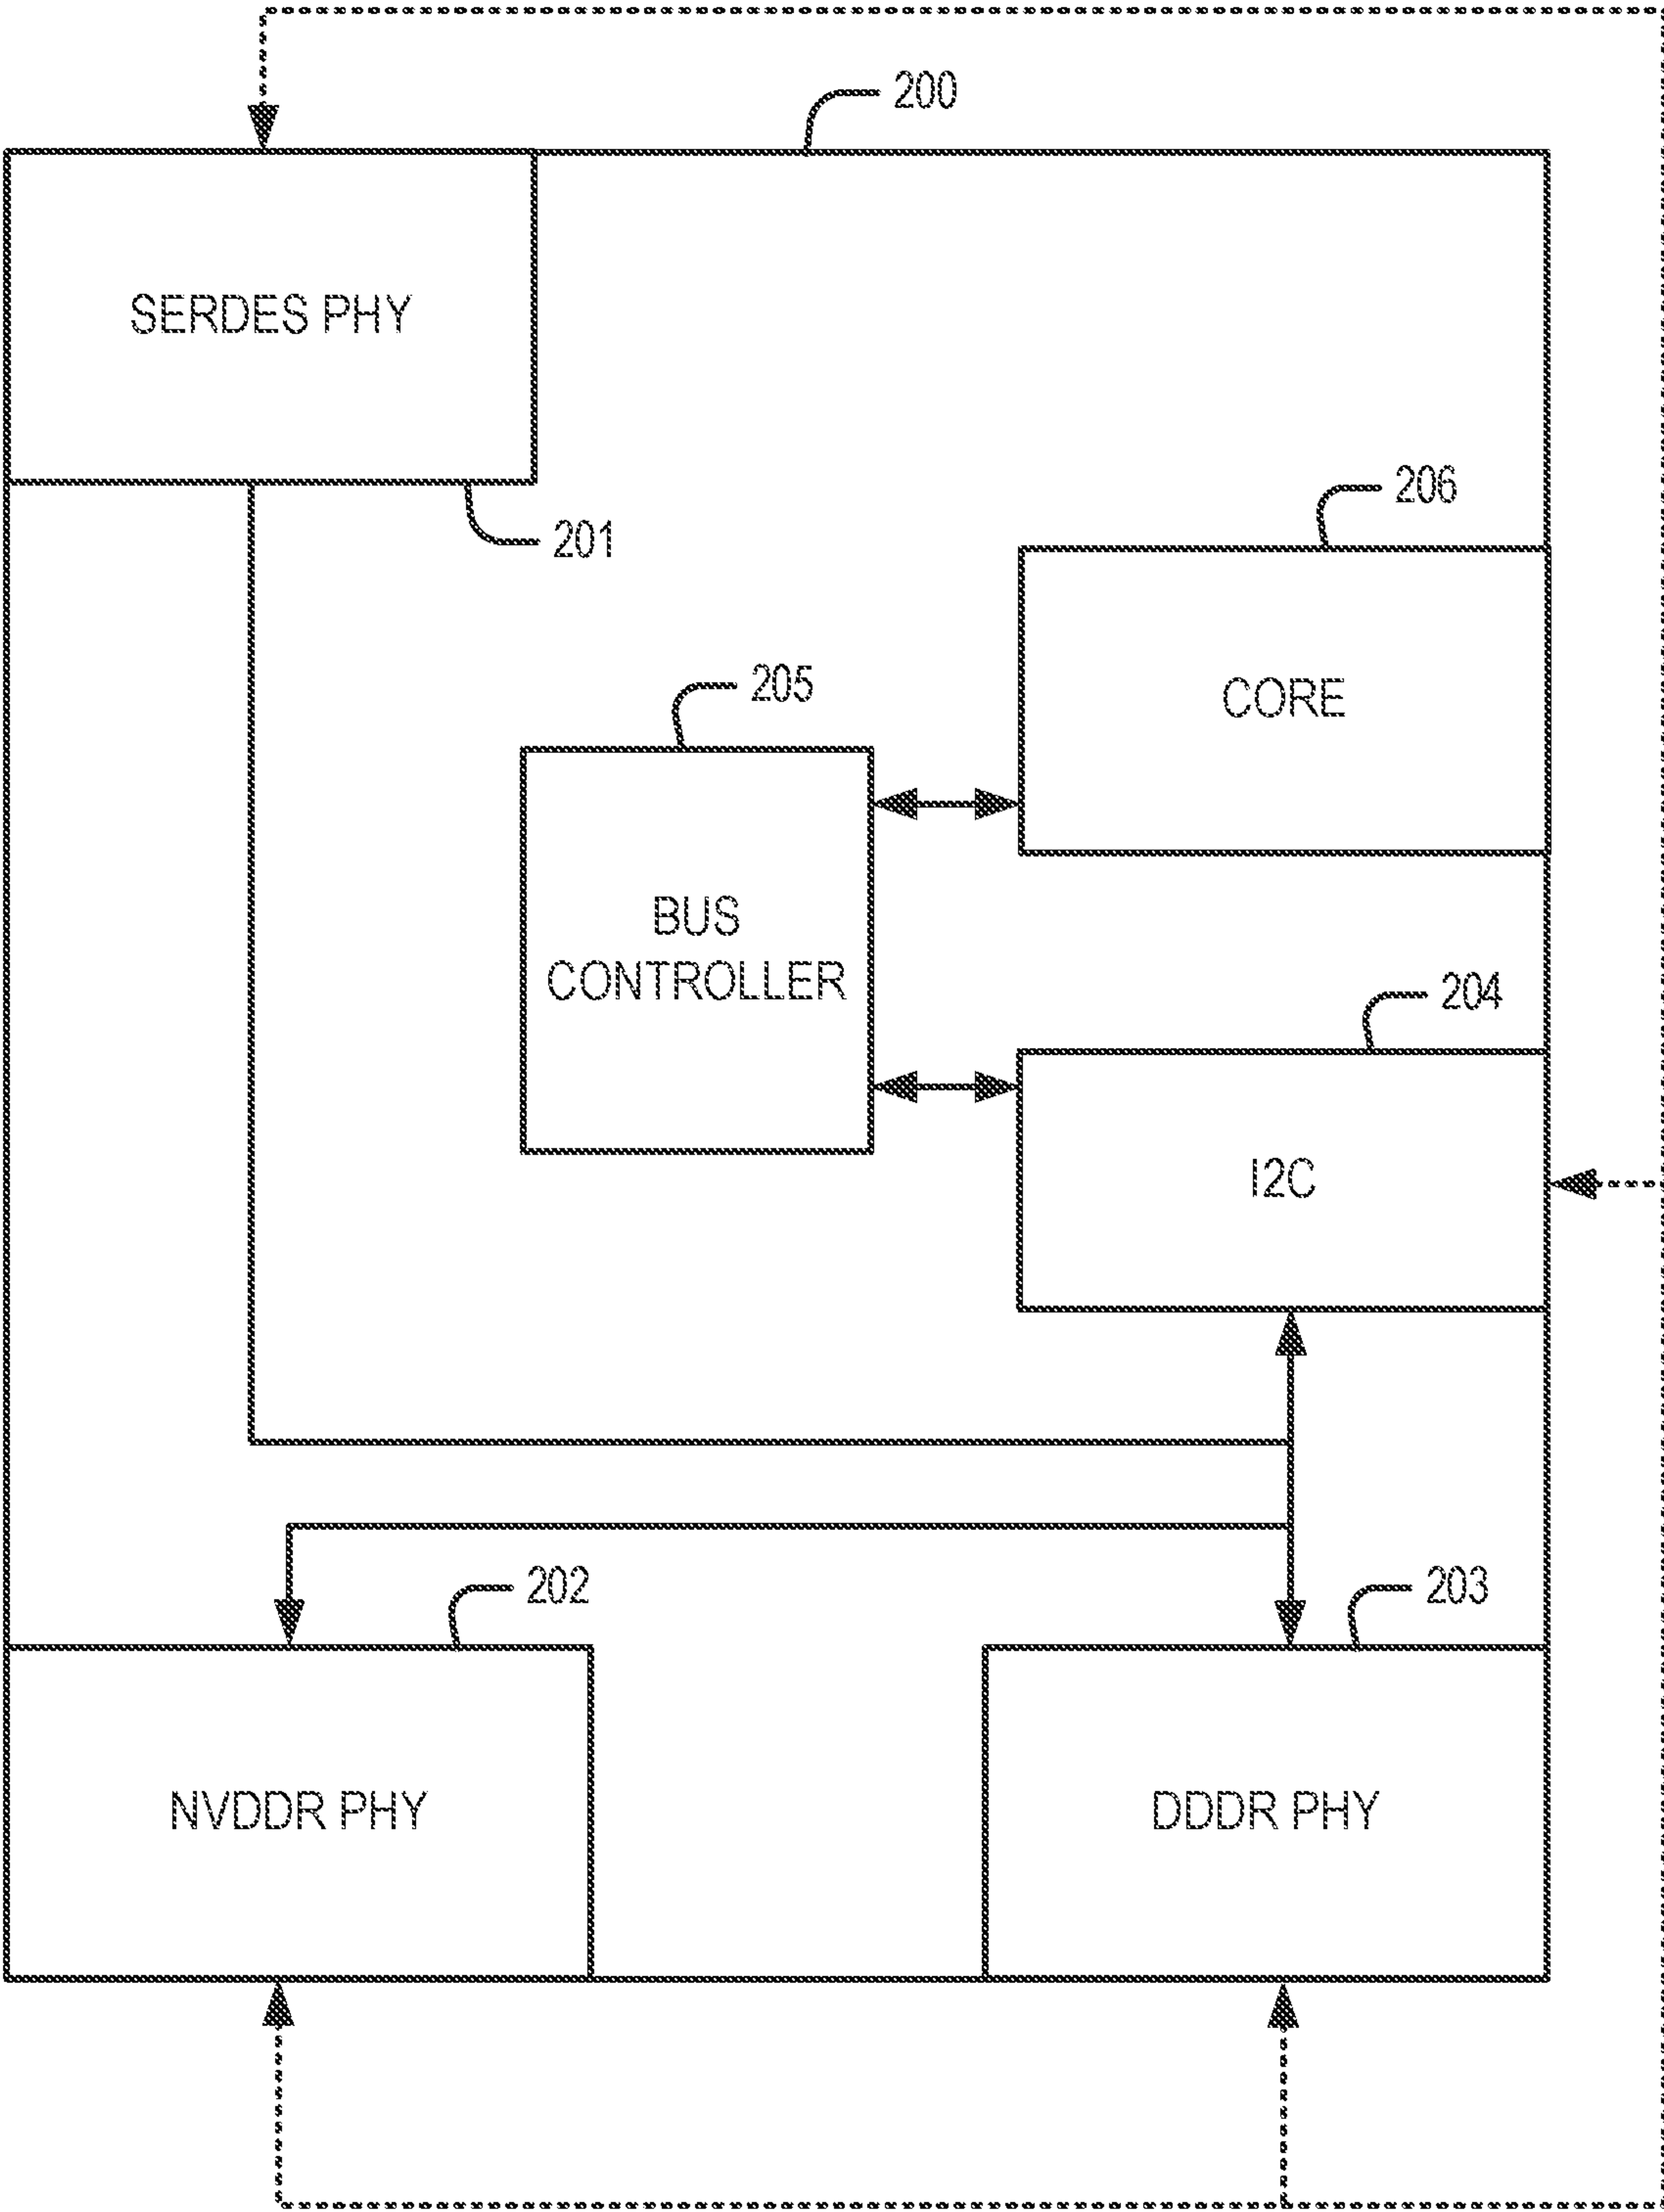 200
SERDES PHY
201
206
CORE
205
BUS
CONTROLLER
204
I2C
202
203
NVDDR PHY
DDDR PHY